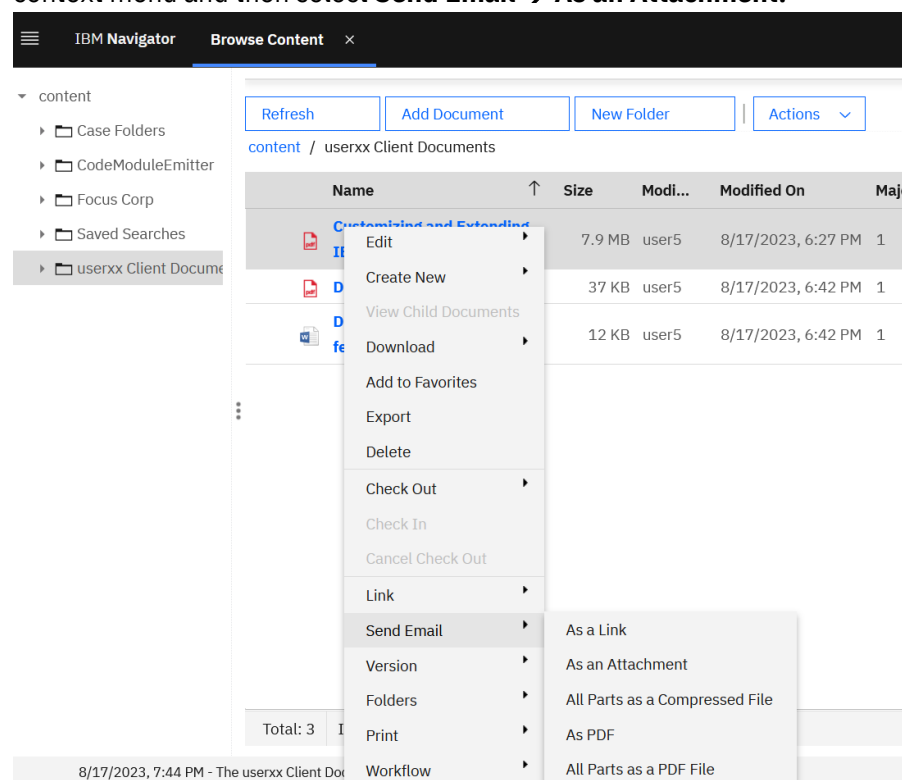 context menu and then select Send Email → As an Attachment.
IBM Navigator Browse Content ×
content
Case Folders
CodeModuleEmitter
Focus Corp
Saved Searches
userxx Client Docume
Refresh Add Document New Folder | Actions
content / userxx Client Documents
Name ↑ Size Modi... Modified On Maj
Customizing and Extending
7.9 MB user5 8/17/2023, 6:27 PM 1
D 37 KB user5 8/17/2023, 6:42 PM 1
D
fe 12 KB user5 8/17/2023, 6:42 PM 1
Edit
Create New
View Child Documents
Download
Add to Favorites
Export
Delete
Check Out
Check In
Cancel Check Out
Link
Send Email
Version
Folders
Print
Workflow
As a Link
As an Attachment
All Parts as a Compressed File
As PDF
All Parts as a PDF File
Total: 3 I
8/17/2023, 7:44 PM - The userxx Client Do